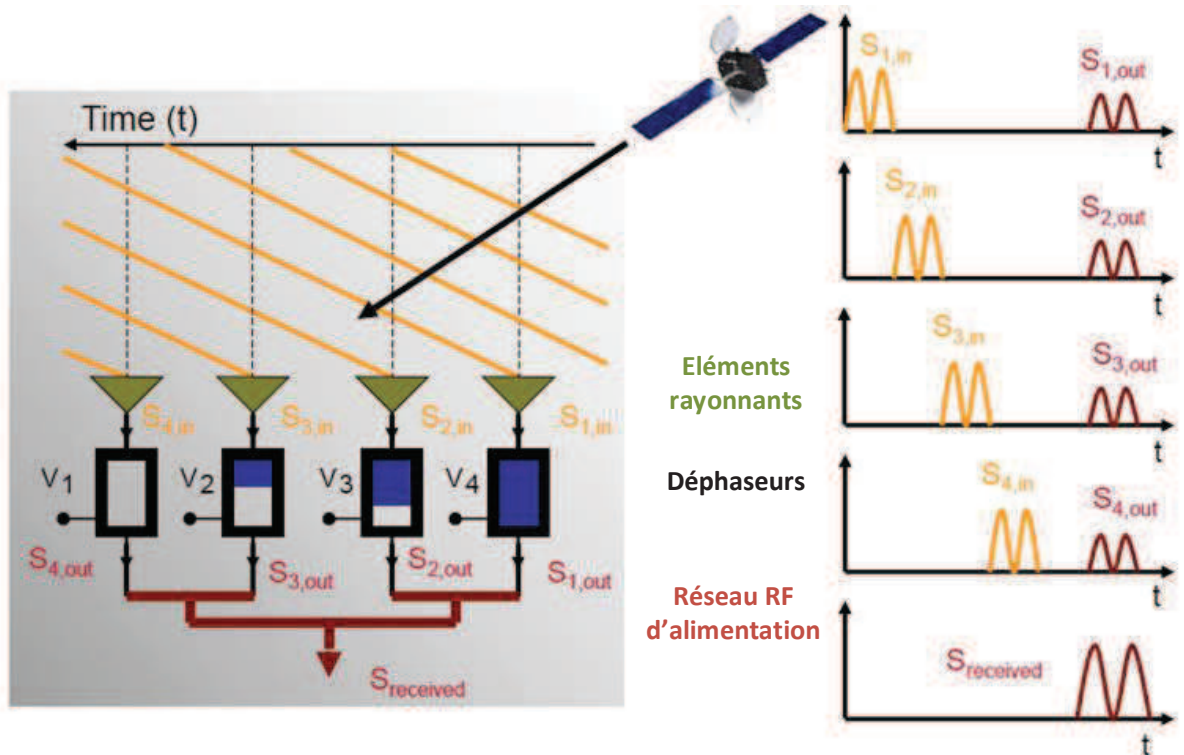 Time (t)
S4,in
S3,in
S2,in
S1,in
V1
V2
V3
V4
S4,out
S3,out
S2,out
S1,out
Sreceived
Eléments
rayonnants
Déphaseurs
Réseau RF
d’alimentation
S1,in
S1,out
t
S2,in
S2,out
t
S3,in
S3,out
t
S4,in
S4,out
t
Sreceived
t